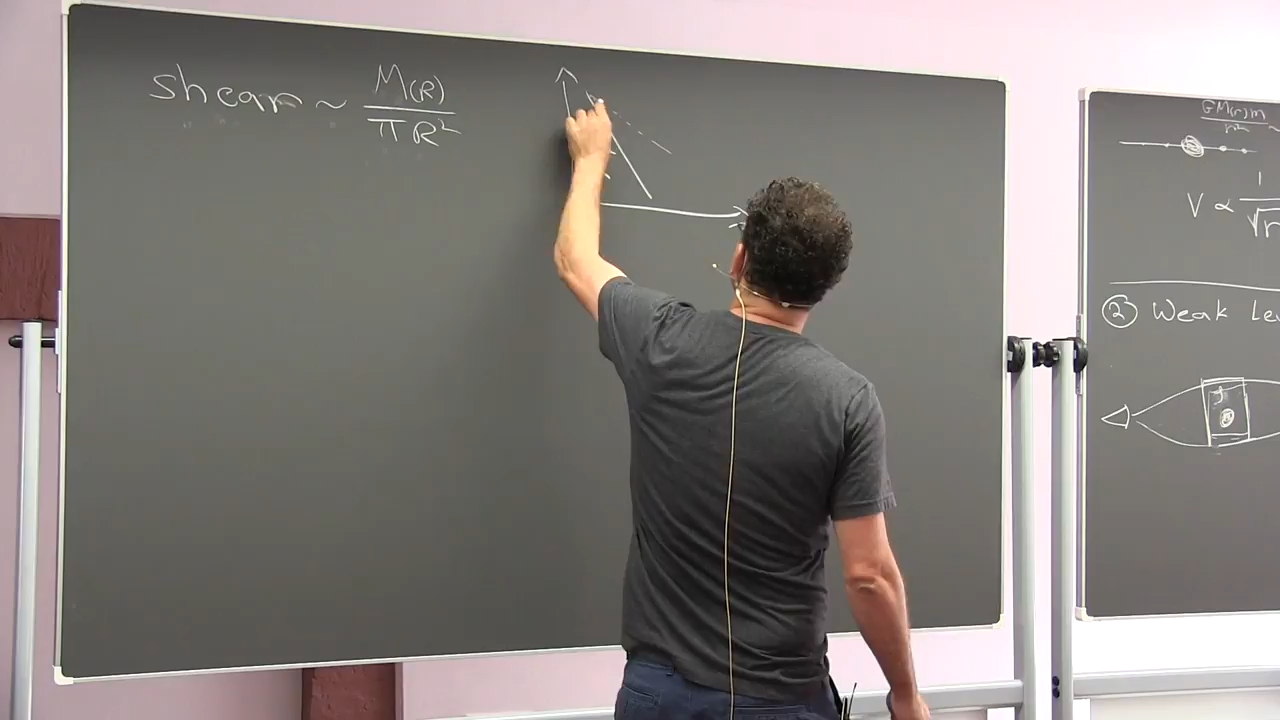 shear ~ M(R) / πR²
GM(r)m / r²
V ∝ 1 / √r
② Weak Le